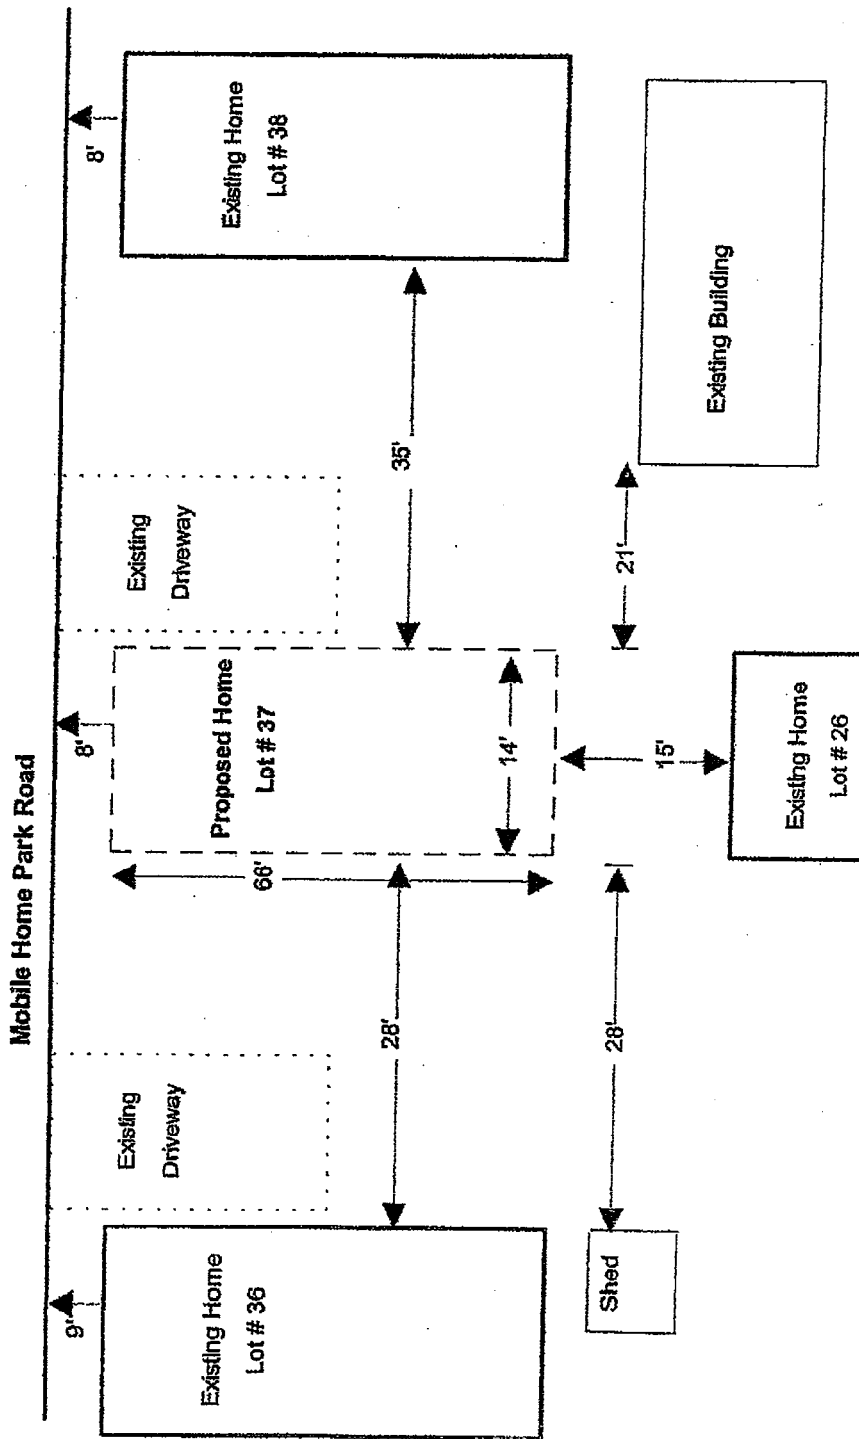 Mobile Home Park Road
9'
8'
8'
Existing Home
Lot # 36
Existing
Driveway
Proposed Home
Lot # 37
Existing
Driveway
Existing Home
Lot # 38
66'
28'
14'
35'
Shed
28'
15'
21'
Existing Building
Existing Home
Lot # 26